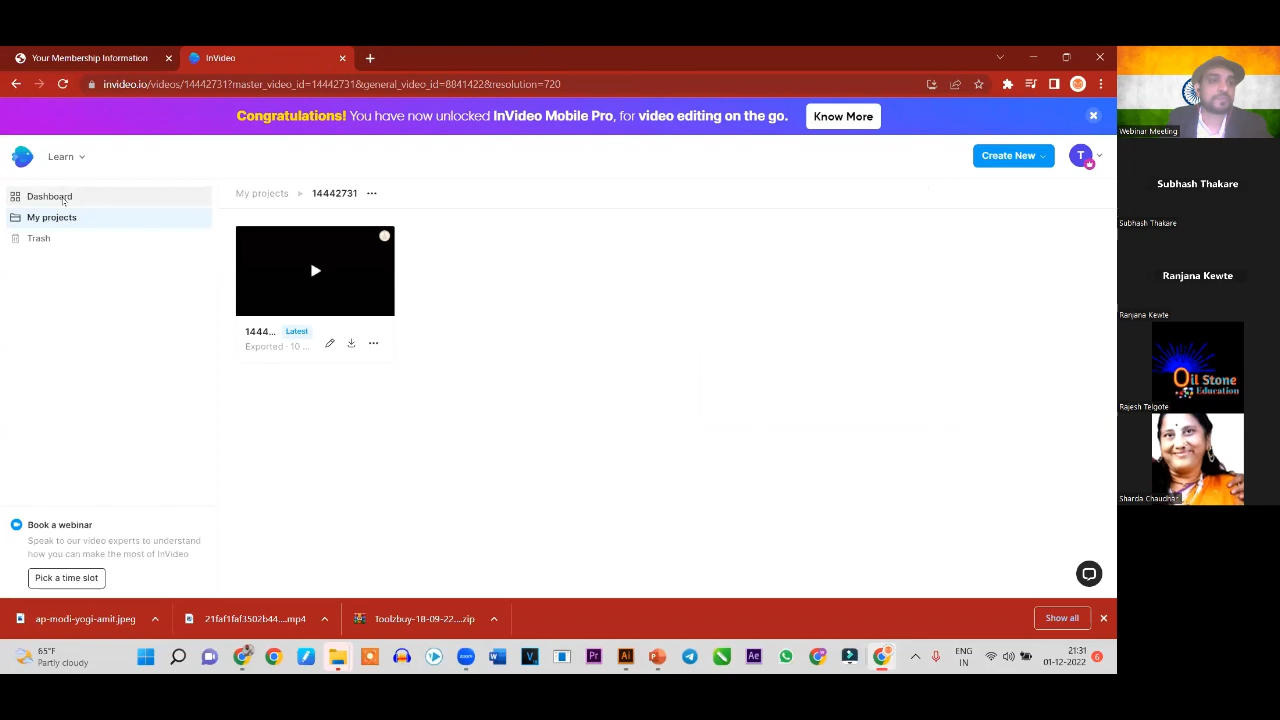 Your Membership Information
InVideo
invideo.io/videos/14442731?master_video_id=14442731&general_video_id=8841422&resolution=720
Congratulations! You have now unlocked InVideo Mobile Pro, for video editing on the go.
Know More
Learn
Create New
T
Dashboard
My projects
Trash
My projects
14442731
1444...
Latest
Exported · 10 ...
Book a webinar
Speak to our video experts to understand
how you can make the most of InVideo
Pick a time slot
ap-modi-yogi-amit.jpeg
21faf1faf3502b44....mp4
Toolzbuy-18-09-22....zip
Show all
65°F
Partly cloudy
ENG
IN
21:31
01-12-2022
6
Webinar Meeting
Subhash Thakare
Subhash Thakare
Ranjana Kewte
Ranjana Kewte
Oil Stone
Education
Rajesh Telgote
Sharda Chaudhar